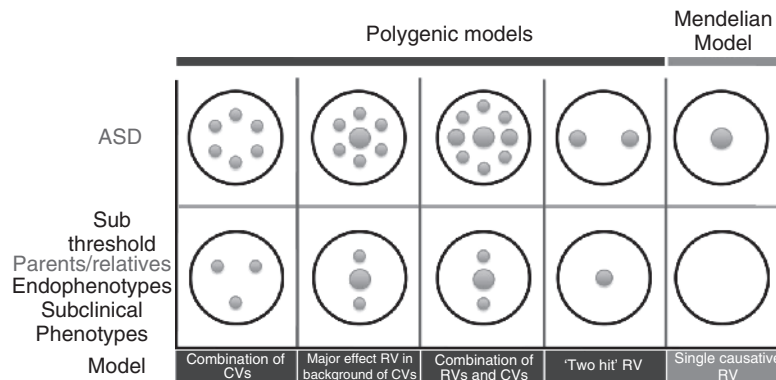 Polygenic models
Mendelian
Model
ASD
Sub
threshold
Parents/relatives
Endophenotypes
Subclinical
Phenotypes
Model
Combination of
CVs
Major effect RV in
background of CVs
Combination of
RVs and CVs
'Two hit' RV
Single causative
RV